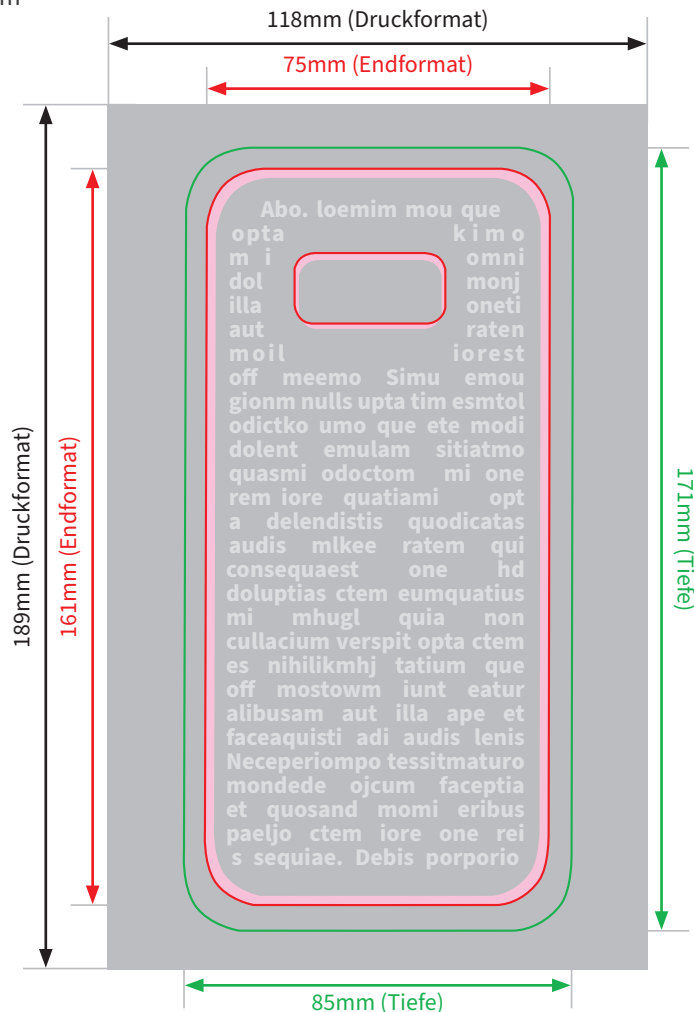 m
118mm (Druckformat)
75mm (Endformat)
189mm (Druckformat)
161mm (Endformat)
171mm (Tiefe)
Abo. loemim mou que
opta kimo
m i omni
dol monj
illa oneti
aut raten
moil iorest
off meemo Simu emou
gionm nulls upta tim esmtol
odictko umo que ete modi
dolent emulam sitiatmo
quasmi odoctom mi one
rem iore quatiami opt
a delendistis quodicatas
audis mlkee ratem qui
consequaest one hd
doluptias ctem eumquatius
mi mhugl quia non
cullacium verspit opta ctem
es nihilikmhj tatium que
off mostowm iunt eatur
alibusam aut illa ape et
faceaquisti adi audis lenis
Neceperiompo tessitmaturo
mondede ojcum faceptia
et quosand momi eribus
paeljo ctem iore one rei
s sequiae. Debis porporio
85mm (Tiefe)